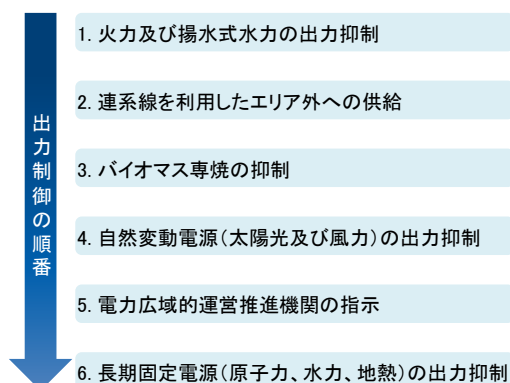 出力制御の順番
1. 火力及び揚水式水力の出力抑制
2. 連系線を利用したエリア外への供給
3. バイオマス専焼の抑制
4. 自然変動電源（太陽光及び風力）の出力抑制
5. 電力広域的運営推進機関の指示
6. 長期固定電源（原子力、水力、地熱）の出力抑制